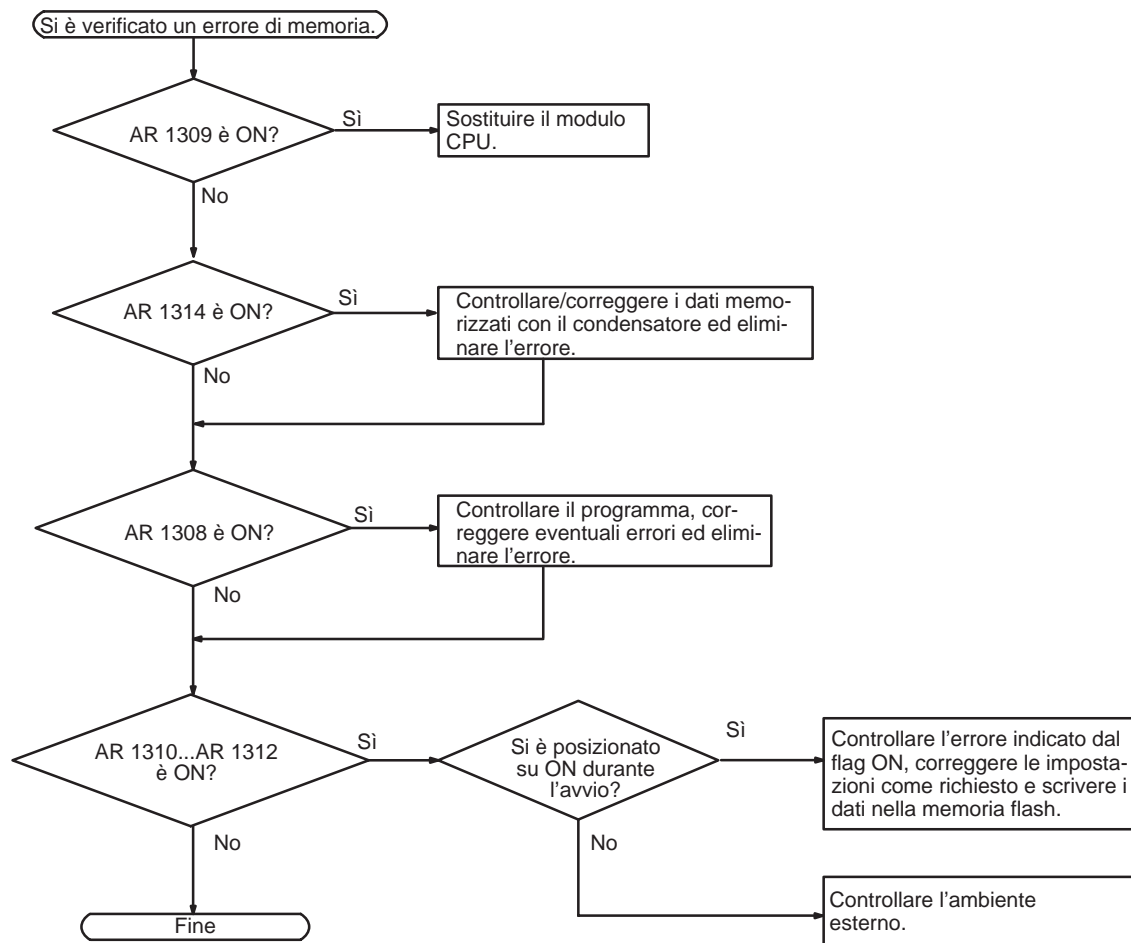 Si è verificato un errore di memoria.
AR 1309 è ON?
Sì
Sostituire il modulo
CPU.
No
AR 1314 è ON?
Sì
Controllare/correggere i dati memo-
rizzati con il condensatore ed elimi-
nare l'errore.
No
AR 1308 è ON?
Sì
Controllare il programma, cor-
reggere eventuali errori ed elimi-
nare l'errore.
No
AR 1310...AR 1312
è ON?
Sì
Si è posizionato
su ON durante
l'avvio?
Sì
Controllare l'errore indicato dal
flag ON, correggere le imposta-
zioni come richiesto e scrivere i
dati nella memoria flash.
No
No
Controllare l'ambiente
esterno.
Fine